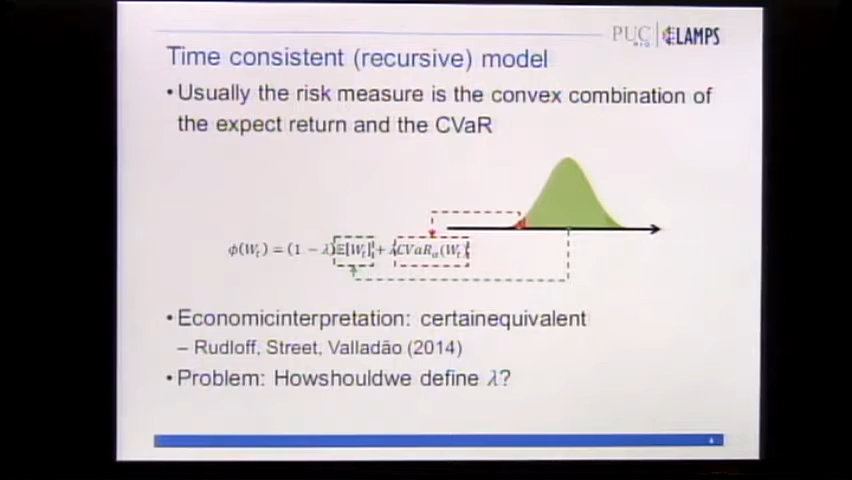 PUC LAMPS
RIO
Time consistent (recursive) model
• Usually the risk measure is the convex combination of
the expect return and the CVaR
ϕ(Wₜ) = (1 − λ)𝔼[Wₜ] + λCVaRα(Wₜ)
• Economicinterpretation: certainequivalent
– Rudloff, Street, Valladão (2014)
• Problem: Howshouldwe define λ?